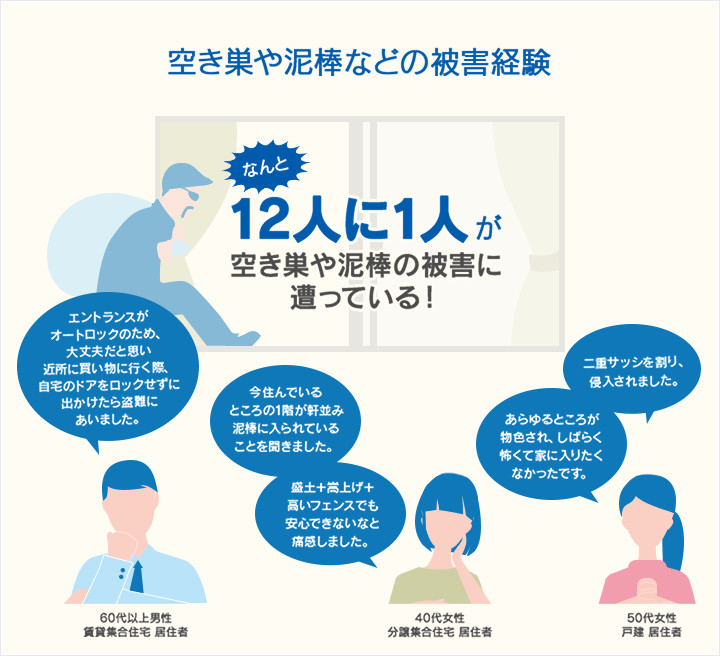 空き巣や泥棒などの被害経験
なんと
12人に1人が
空き巣や泥棒の被害に
遭っている！
エントランスが
オートロックのため、
大丈夫だと思い
近所に買い物に行く際、
自宅のドアをロックせずに
出かけたら盗難に
あいました。
今住んでいる
ところの1階が軒並み
泥棒に入られている
ことを聞きました。
盛土＋嵩上げ＋
高いフェンスでも
安心できないなと
痛感しました。
二重サッシを割り、
侵入されました。
あらゆるところが
物色され、しばらく
怖くて家に入りたく
なかったです。
60代以上男性
賃貸集合住宅 居住者
40代女性
分譲集合住宅 居住者
50代女性
戸建 居住者